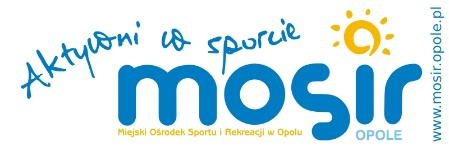 Aktywni w sporcie
mosir
Miejski Ośrodek Sportu i Rekreacji w Opolu
OPOLE
www.mosir.opole.pl